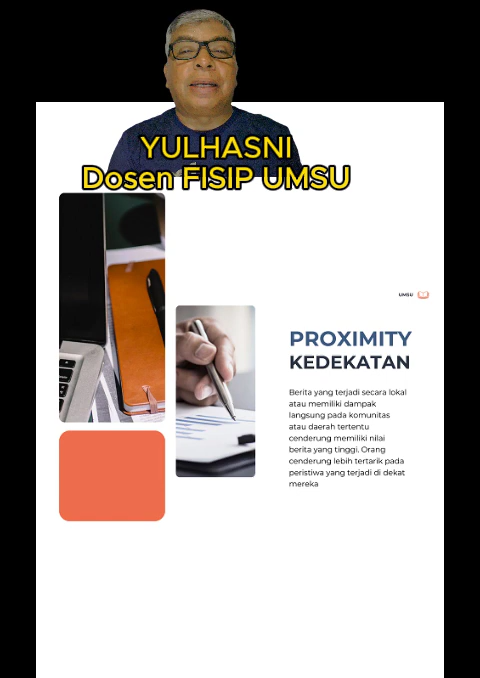 YULHASNI
Dosen FISIP UMSU
UMSU
PROXIMITY
KEDEKATAN
Berita yang terjadi secara lokal
atau memiliki dampak
langsung pada komunitas
atau daerah tertentu
cenderung memiliki nilai
berita yang tinggi. Orang
cenderung lebih tertarik pada
peristiwa yang terjadi di dekat
mereka